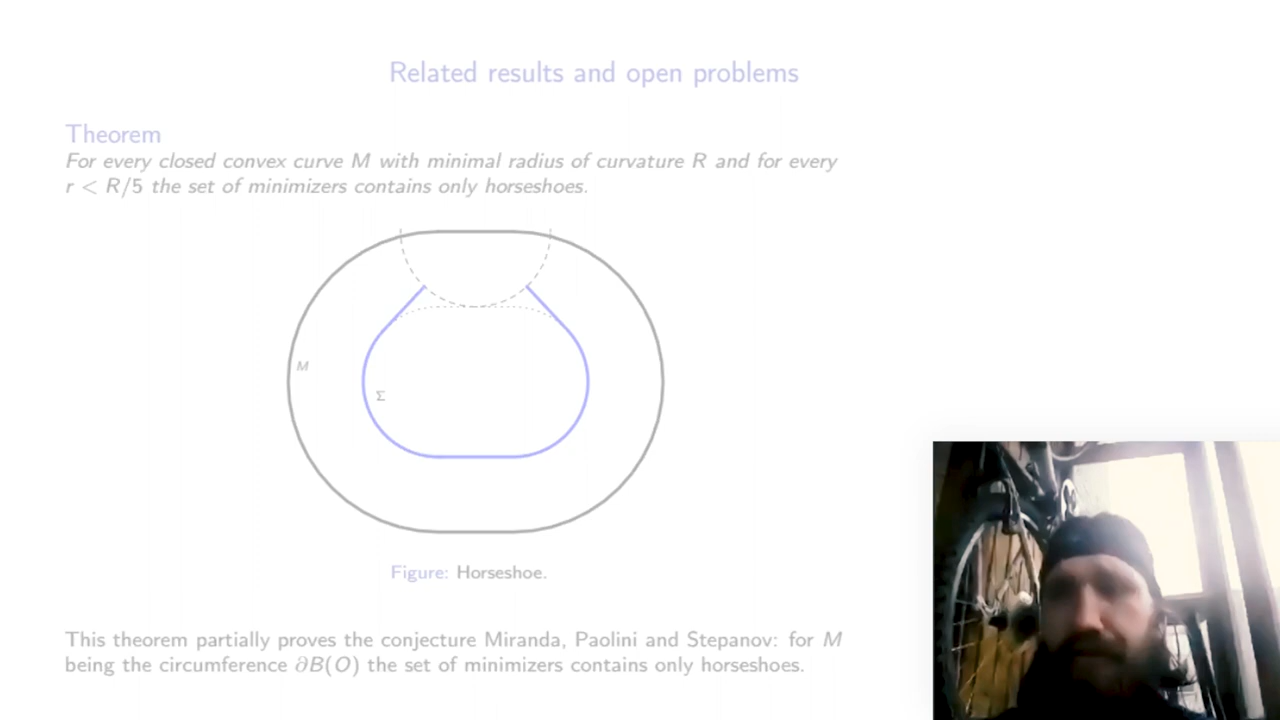 Related results and open problems
Theorem
For every closed convex curve M with minimal radius of curvature R and for every
r < R/5 the set of minimizers contains only horseshoes.
M
Σ
Figure: Horseshoe.
This theorem partially proves the conjecture Miranda, Paolini and Stepanov: for M
being the circumference ∂B(O) the set of minimizers contains only horseshoes.